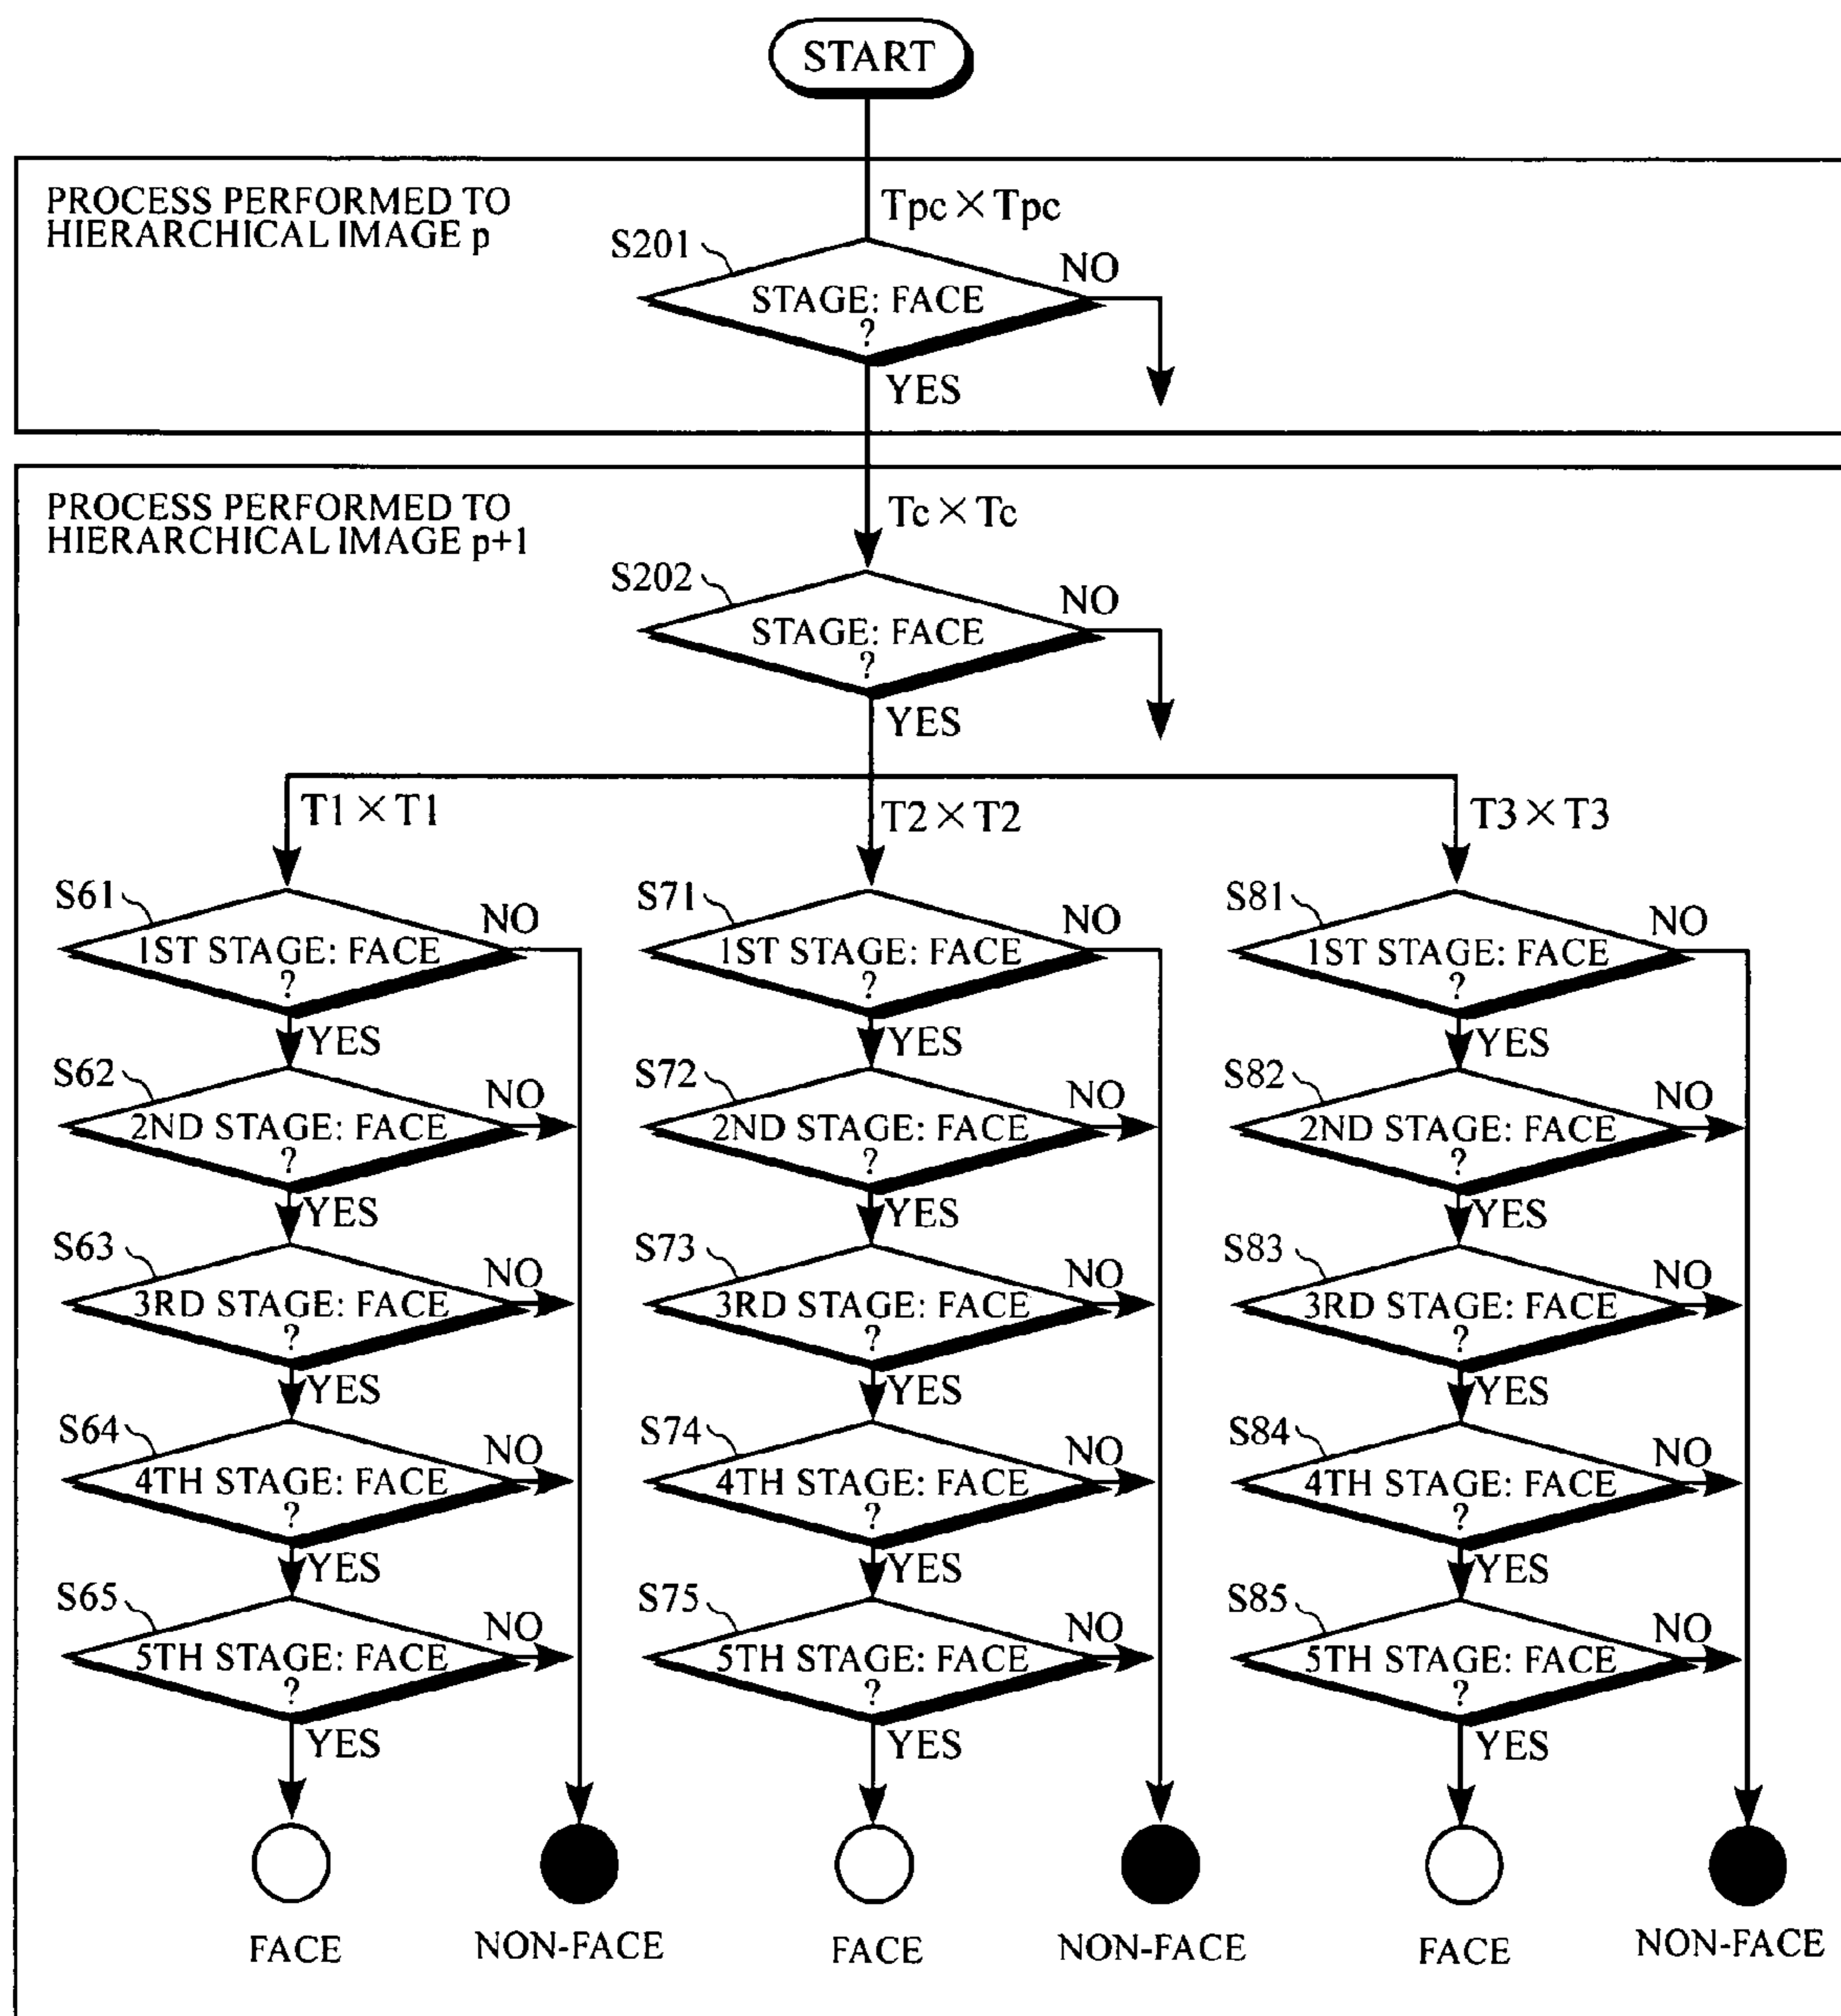 START
PROCESS PERFORMED TO
HIERARCHICAL IMAGE p
Tpc×Tpc
S201
NO
STAGE: FACE
?
YES
PROCESS PERFORMED TO
HIERARCHICAL IMAGE p+1
Tc×Tc
S202
NO
STAGE: FACE
?
YES
T1×T1
T2×T2
T3×T3
S61
NO
1ST STAGE: FACE
?
YES
S71
NO
1ST STAGE: FACE
?
YES
S81
NO
1ST STAGE: FACE
?
YES
S62
NO
2ND STAGE: FACE
?
YES
S72
NO
2ND STAGE: FACE
?
YES
S82
NO
2ND STAGE: FACE
?
YES
S63
NO
3RD STAGE: FACE
?
YES
S73
NO
3RD STAGE: FACE
?
YES
S83
NO
3RD STAGE: FACE
?
YES
S64
NO
4TH STAGE: FACE
?
YES
S74
NO
4TH STAGE: FACE
?
YES
S84
NO
4TH STAGE: FACE
?
YES
S65
NO
5TH STAGE: FACE
?
YES
S75
NO
5TH STAGE: FACE
?
YES
S85
NO
5TH STAGE: FACE
?
YES
FACE
NON-FACE
FACE
NON-FACE
FACE
NON-FACE